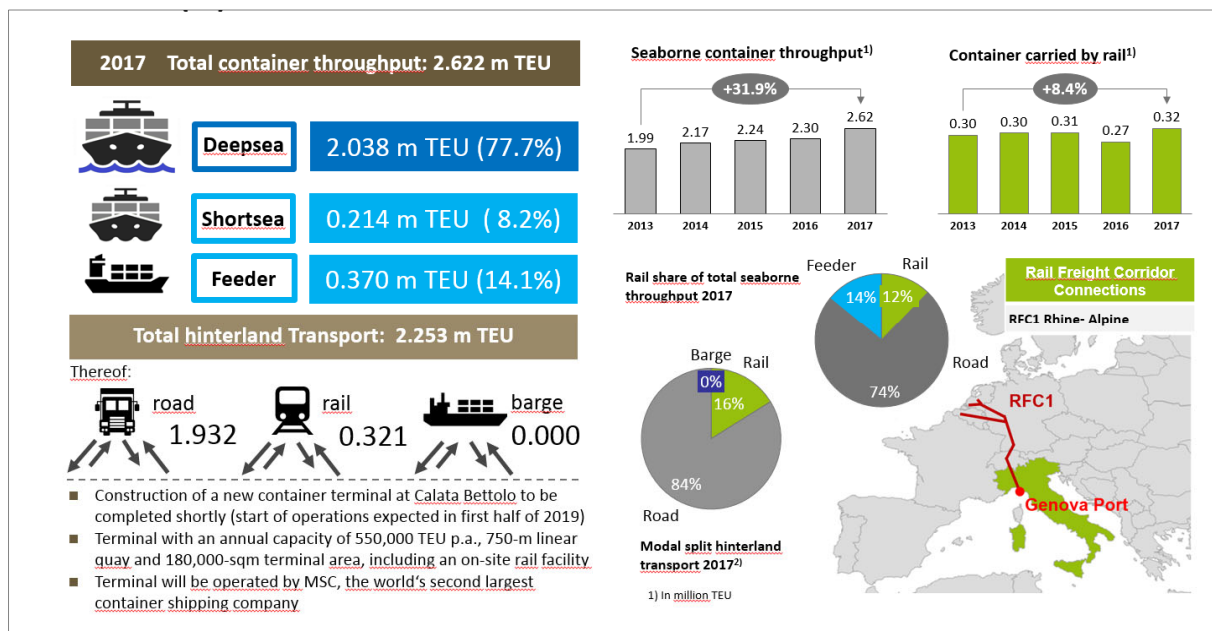 2017 Total container throughput: 2.622 m TEU
Deepsea
2.038 m TEU (77.7%)
Shortsea
0.214 m TEU ( 8.2%)
Feeder
0.370 m TEU (14.1%)
Total hinterland Transport: 2.253 m TEU
Thereof:
road
1.932
rail
0.321
barge
0.000
■ Construction of a new container terminal at Calata Bettolo to be
completed shortly (start of operations expected in first half of 2019)
■ Terminal with an annual capacity of 550,000 TEU p.a., 750-m linear
quay and 180,000-sqm terminal area, including an on-site rail facility
■ Terminal will be operated by MSC, the world's second largest
container shipping company
Seaborne container throughput1)
+31.9%
1.99
2.17
2.24
2.30
2.62
2013
2014
2015
2016
2017
Container carried by rail1)
+8.4%
0.30
0.30
0.31
0.27
0.32
2013
2014
2015
2016
2017
Rail share of total seaborne
throughput 2017
Feeder
Rail
14%
12%
74%
Road
Barge
Rail
0%
16%
84%
Road
Modal split hinterland
transport 20172)
1) In million TEU
Rail Freight Corridor
Connections
RFC1 Rhine- Alpine
RFC1
Genova Port